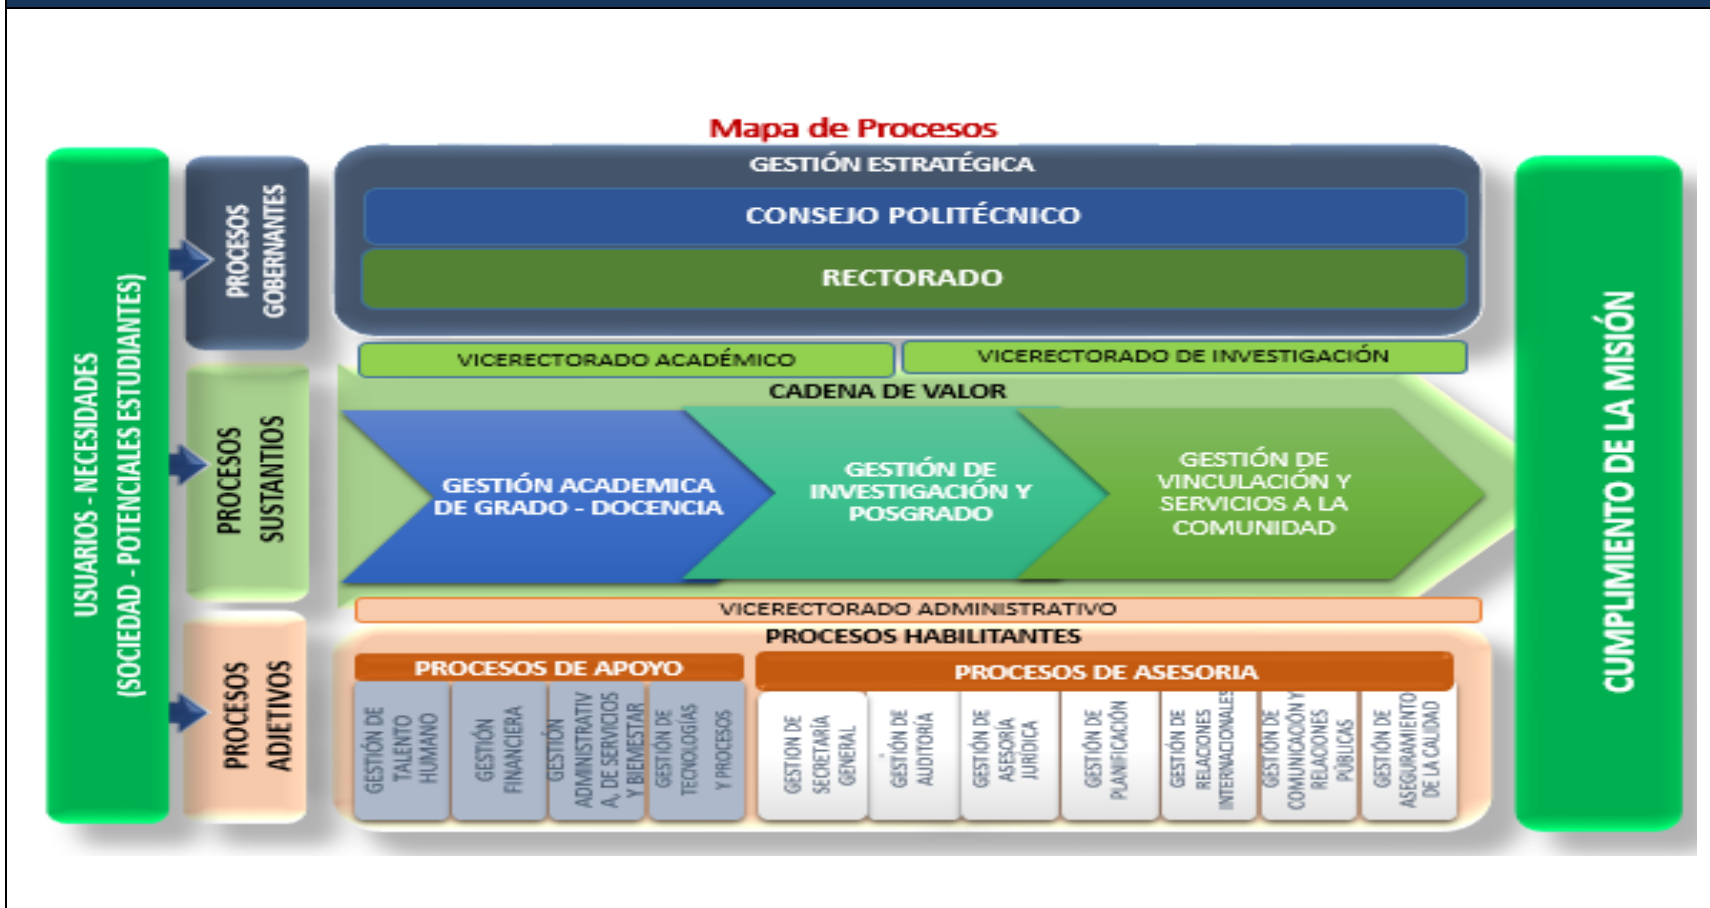 Mapa de Procesos
USUARIOS - NECESIDADES
(SOCIEDAD - POTENCIALES ESTUDIANTES)
PROCESOS
GOBERNANTES
GESTIÓN ESTRATÉGICA
CONSEJO POLITÉCNICO
RECTORADO
PROCESOS
SUSTANTIOS
VICERECTORADO ACADÉMICO
VICERECTORADO DE INVESTIGACIÓN
CADENA DE VALOR
GESTIÓN ACADEMICA
DE GRADO - DOCENCIA
GESTIÓN DE
INVESTIGACIÓN Y
POSGRADO
GESTIÓN DE
VINCULACIÓN Y
SERVICIOS A LA
COMUNIDAD
PROCESOS
ADJETIVOS
VICERECTORADO ADMINISTRATIVO
PROCESOS HABILITANTES
PROCESOS DE APOYO
GESTIÓN DE
TALENTO
HUMANO
GESTIÓN
FINANCIERA
GESTIÓN
ADMINISTRATIV
A, DE SERVICIOS
Y BIEMESTAR
GESTIÓN DE
TECNOLOGÍAS
Y PROCESOS
PROCESOS DE ASESORIA
GESTION DE
SECRETARÍA
GENERAL
GESTIÓN DE
AUDITORÍA
GESTIÓN DE
ASESORÍA
JURÍDICA
GESTIÓN DE
PLANIFICACIÓN
GESTIÓN DE
RELACIONES
INTERNACIONALES
GESTIÓN DE
COMUNICACIÓN Y
RELACIONES
PÚBLICAS
GESTIÓN DE
ASEGURAMIENTO
DE LA CALIDAD
CUMPLIMIENTO DE LA MISIÓN